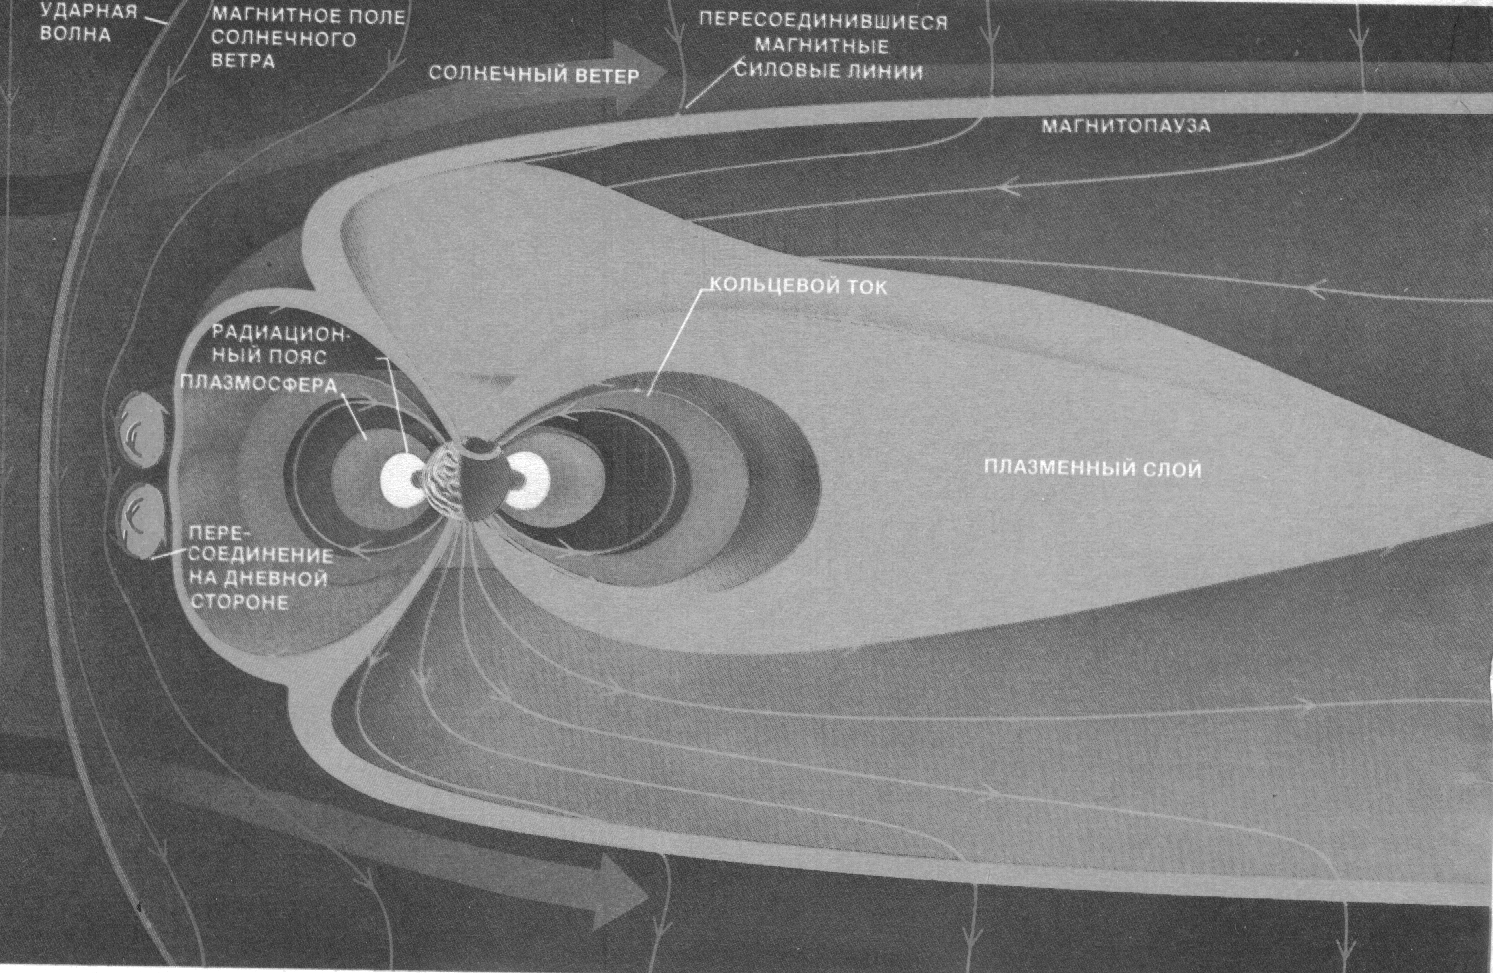 УДАРНАЯ
ВОЛНА
МАГНИТНОЕ ПОЛЕ
СОЛНЕЧНОГО
ВЕТРА
СОЛНЕЧНЫЙ ВЕТЕР
ПЕРЕСОЕДИНИВШИЕСЯ
МАГНИТНЫЕ
СИЛОВЫЕ ЛИНИИ
МАГНИТОПАУЗА
КОЛЬЦЕВОЙ ТОК
РАДИАЦИОН-
НЫЙ ПОЯС
ПЛАЗМОСФЕРА
ПЛАЗМЕННЫЙ СЛОЙ
ПЕРЕ-
СОЕДИНЕНИЕ
НА ДНЕВНОЙ
СТОРОНЕ